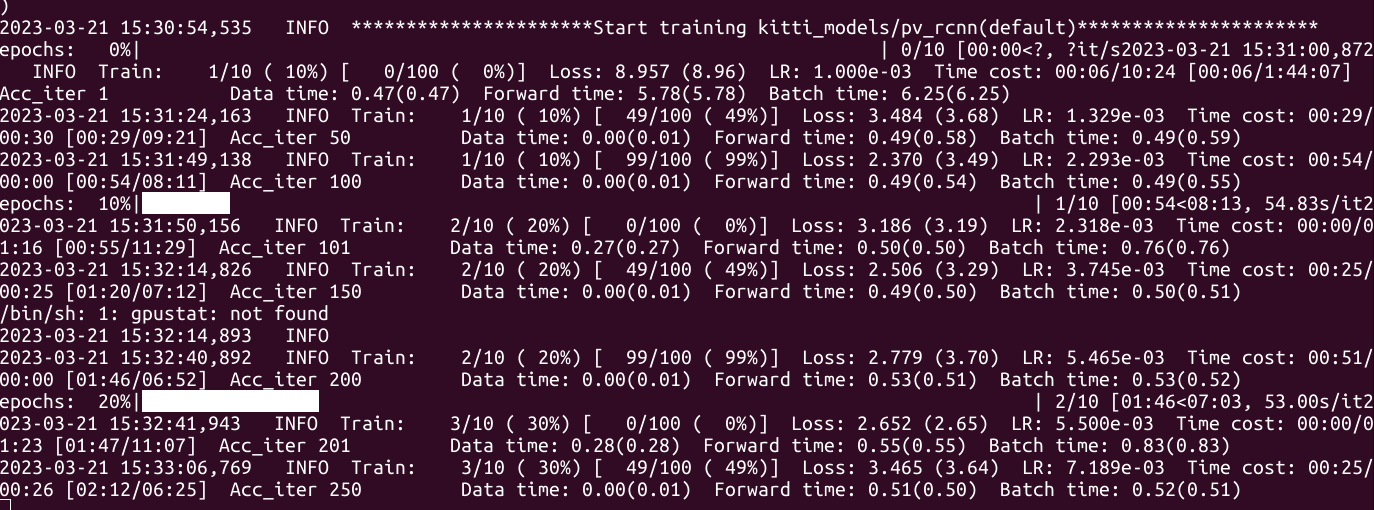 )
2023-03-21 15:30:54,535   INFO  **********************Start training kitti_models/pv_rcnn(default)**********************
epochs:   0%|                                                                   | 0/10 [00:00<?, ?it/s2023-03-21 15:31:00,872
   INFO  Train:    1/10 ( 10%) [   0/100 (  0%)]  Loss: 8.957 (8.96)  LR: 1.000e-03  Time cost: 00:06/10:24 [00:06/1:44:07]
Acc_iter 1           Data time: 0.47(0.47)  Forward time: 5.78(5.78)  Batch time: 6.25(6.25)
2023-03-21 15:31:24,163   INFO  Train:    1/10 ( 10%) [  49/100 ( 49%)]  Loss: 3.484 (3.68)  LR: 1.329e-03  Time cost: 00:29/
00:30 [00:29/09:21]  Acc_iter 50          Data time: 0.00(0.01)  Forward time: 0.49(0.58)  Batch time: 0.49(0.59)
2023-03-21 15:31:49,138   INFO  Train:    1/10 ( 10%) [  99/100 ( 99%)]  Loss: 2.370 (3.49)  LR: 2.293e-03  Time cost: 00:54/
00:00 [00:54/08:11]  Acc_iter 100         Data time: 0.00(0.01)  Forward time: 0.49(0.54)  Batch time: 0.49(0.55)
epochs:  10%|                                                                                 | 1/10 [00:54<08:13, 54.83s/it2
023-03-21 15:31:50,156   INFO  Train:    2/10 ( 20%) [   0/100 (  0%)]  Loss: 3.186 (3.19)  LR: 2.318e-03  Time cost: 00:00/0
1:16 [00:55/11:29]  Acc_iter 101         Data time: 0.27(0.27)  Forward time: 0.50(0.50)  Batch time: 0.76(0.76)
2023-03-21 15:32:14,826   INFO  Train:    2/10 ( 20%) [  49/100 ( 49%)]  Loss: 2.506 (3.29)  LR: 3.745e-03  Time cost: 00:25/
00:25 [01:20/07:12]  Acc_iter 150         Data time: 0.00(0.01)  Forward time: 0.49(0.50)  Batch time: 0.50(0.51)
/bin/sh: 1: gpustat: not found
2023-03-21 15:32:14,893   INFO
2023-03-21 15:32:40,892   INFO  Train:    2/10 ( 20%) [  99/100 ( 99%)]  Loss: 2.779 (3.70)  LR: 5.465e-03  Time cost: 00:51/
00:00 [01:46/06:52]  Acc_iter 200         Data time: 0.00(0.01)  Forward time: 0.53(0.51)  Batch time: 0.53(0.52)
epochs:  20%|                                                                                 | 2/10 [01:46<07:03, 53.00s/it2
023-03-21 15:32:41,943   INFO  Train:    3/10 ( 30%) [   0/100 (  0%)]  Loss: 2.652 (2.65)  LR: 5.500e-03  Time cost: 00:00/0
1:23 [01:47/11:07]  Acc_iter 201         Data time: 0.28(0.28)  Forward time: 0.55(0.55)  Batch time: 0.83(0.83)
2023-03-21 15:33:06,769   INFO  Train:    3/10 ( 30%) [  49/100 ( 49%)]  Loss: 3.465 (3.64)  LR: 7.189e-03  Time cost: 00:25/
00:26 [02:12/06:25]  Acc_iter 250         Data time: 0.00(0.01)  Forward time: 0.51(0.50)  Batch time: 0.52(0.51)